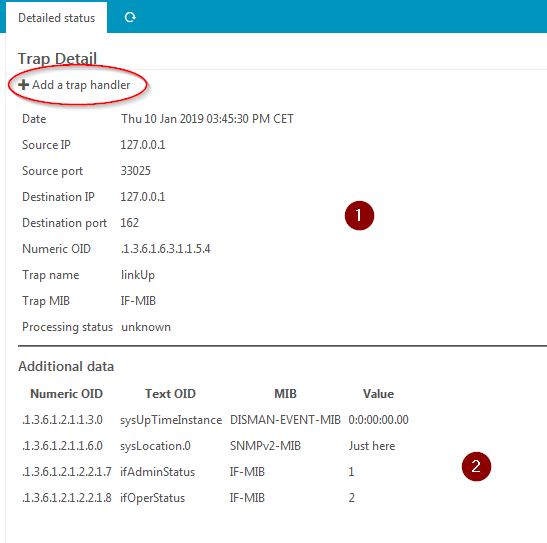 Detailed status
Trap Detail
Add a trap handler
Date Thu 10 Jan 2019 03:45:30 PM CET
Source IP 127.0.0.1
Source port 33025
Destination IP 127.0.0.1
1
Destination port 162
Numeric OID .1.3.6.1.6.3.1.1.5.4
Trap name linkUp
Trap MIB IF-MIB
Processing status unknown
Additional data
Numeric OID Text OID MIB Value
.1.3.6.1.2.1.1.3.0 sysUpTimeInstance DISMAN-EVENT-MIB 0:0:00:00.00
.1.3.6.1.2.1.1.6.0 sysLocation.0 SNMPv2-MIB Just here
.1.3.6.1.2.1.2.2.1.7 ifAdminStatus IF-MIB 1
2
.1.3.6.1.2.1.2.2.1.8 ifOperStatus IF-MIB 2